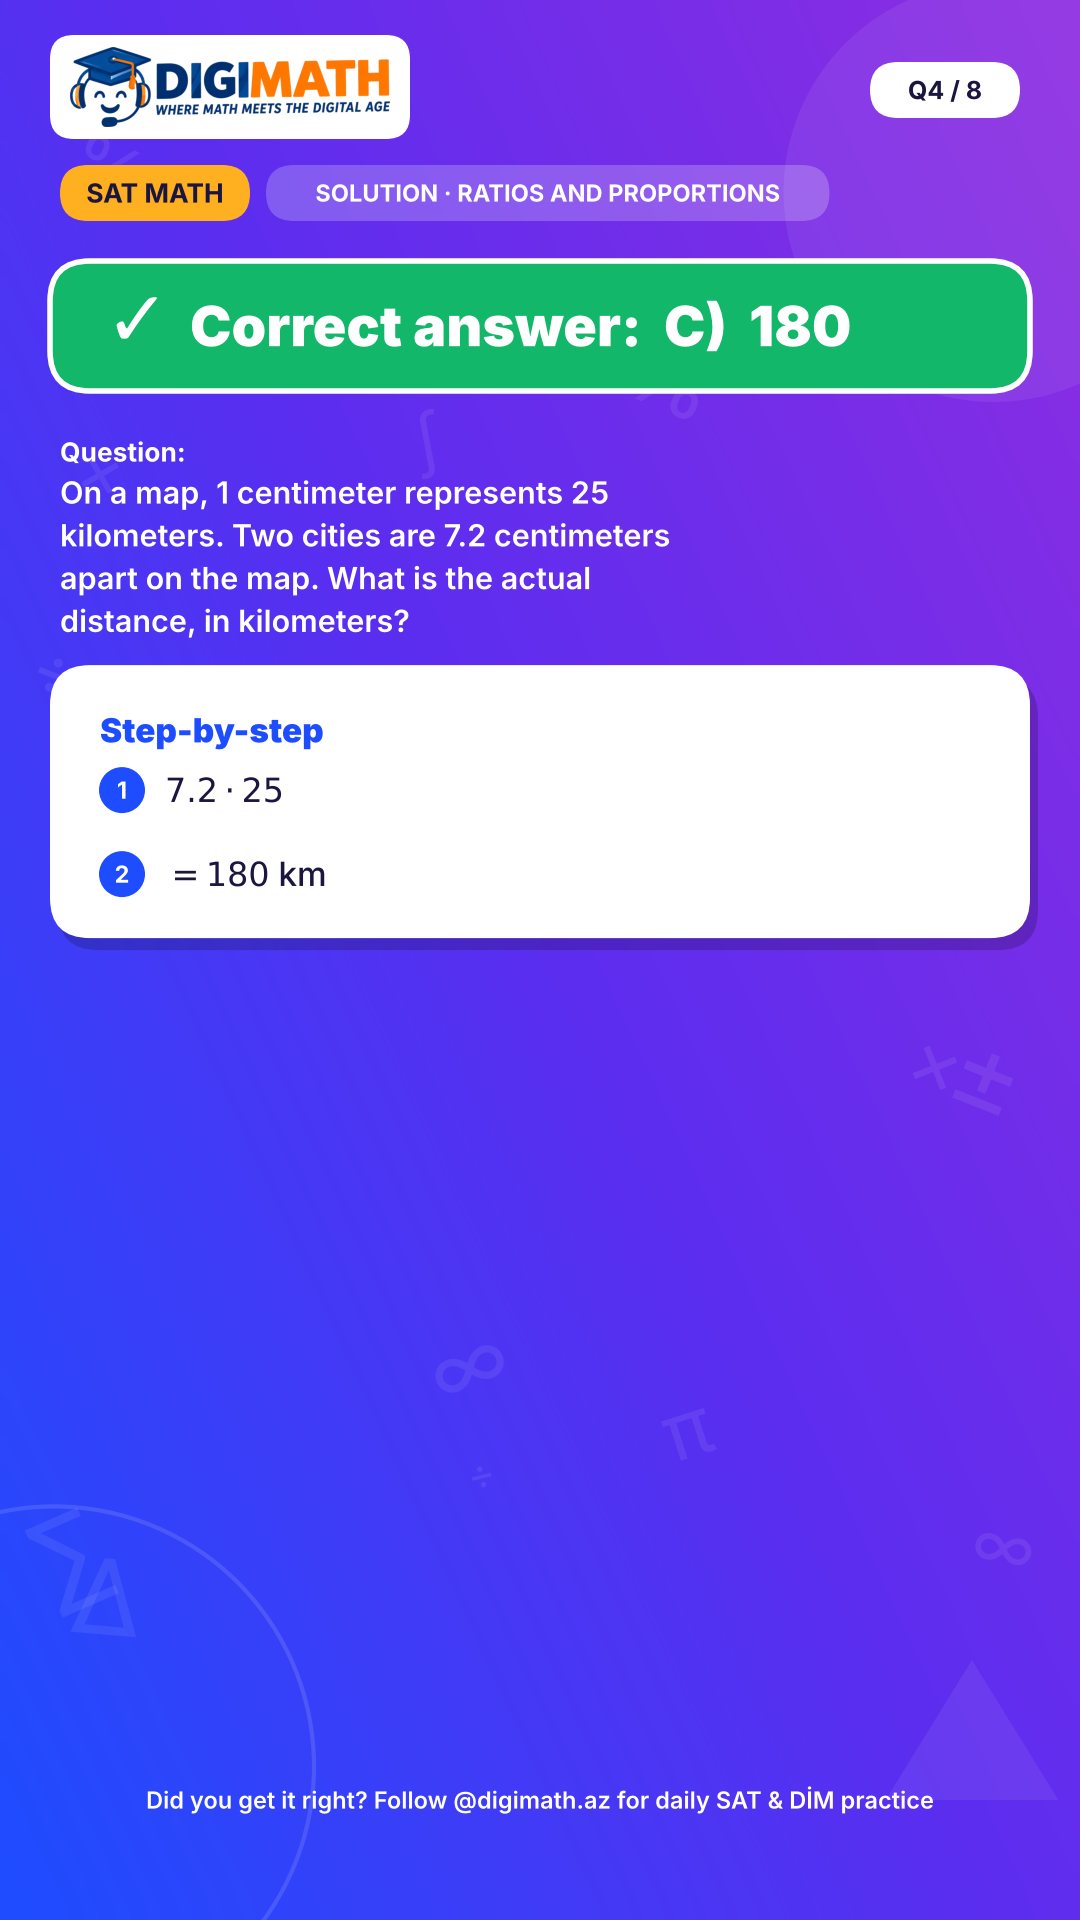 DIGIMATH
WHERE MATH MEETS THE DIGITAL AGE
Q4 / 8
SAT MATH
SOLUTION · RATIOS AND PROPORTIONS
✓ Correct answer: C) 180
Question:
On a map, 1 centimeter represents 25
kilometers. Two cities are 7.2 centimeters
apart on the map. What is the actual
distance, in kilometers?
Step-by-step
1 7.2 · 25
2 = 180 km
Did you get it right? Follow @digimath.az for daily SAT & DİM practice